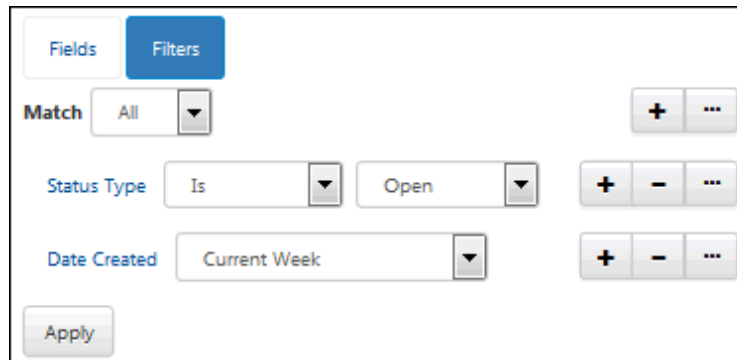 Fields Filters
Match All + ...
Status Type Is Open + - ...
Date Created Current Week + - ...
Apply